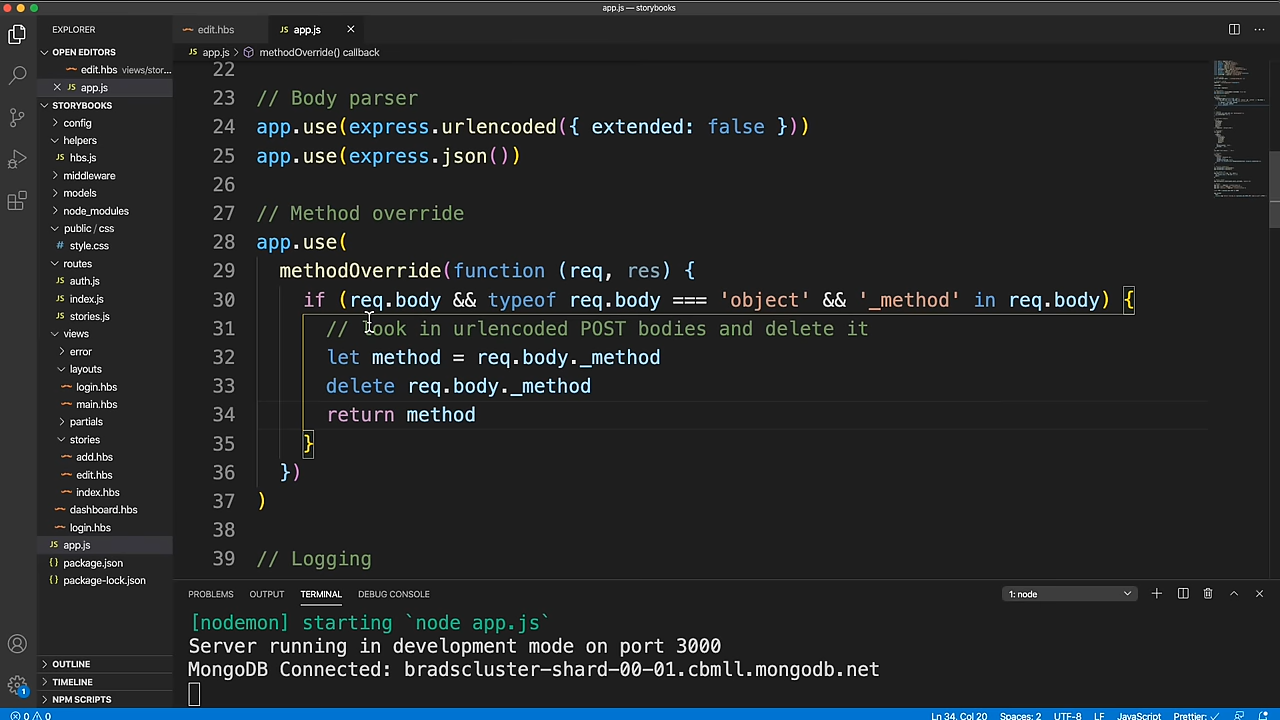 app.js — storybooks
EXPLORER
OPEN EDITORS
edit.hbs views/stor...
JS app.js
STORYBOOKS
config
helpers
JS hbs.js
middleware
models
node_modules
public / css
# style.css
routes
JS auth.js
JS index.js
JS stories.js
views
error
layouts
login.hbs
main.hbs
partials
stories
add.hbs
edit.hbs
index.hbs
dashboard.hbs
login.hbs
JS app.js
{ } package.json
{ } package-lock.json
OUTLINE
TIMELINE
NPM SCRIPTS
1
edit.hbs JS app.js
JS app.js > methodOverride() callback
22
23 // Body parser
24 app.use(express.urlencoded({ extended: false }))
25 app.use(express.json())
26
27 // Method override
28 app.use(
29 methodOverride(function (req, res) {
30 if (req.body && typeof req.body === 'object' && '_method' in req.body) {
31 // look in urlencoded POST bodies and delete it
32 let method = req.body._method
33 delete req.body._method
34 return method
35 }
36 })
37 )
38
39 // Logging
PROBLEMS OUTPUT TERMINAL DEBUG CONSOLE 1: node
[nodemon] starting `node app.js`
Server running in development mode on port 3000
MongoDB Connected: bradscluster-shard-00-01.cbmll.mongodb.net
0 0 Ln 34, Col 20 Spaces: 2 UTF-8 LF JavaScript Prettier: ✓